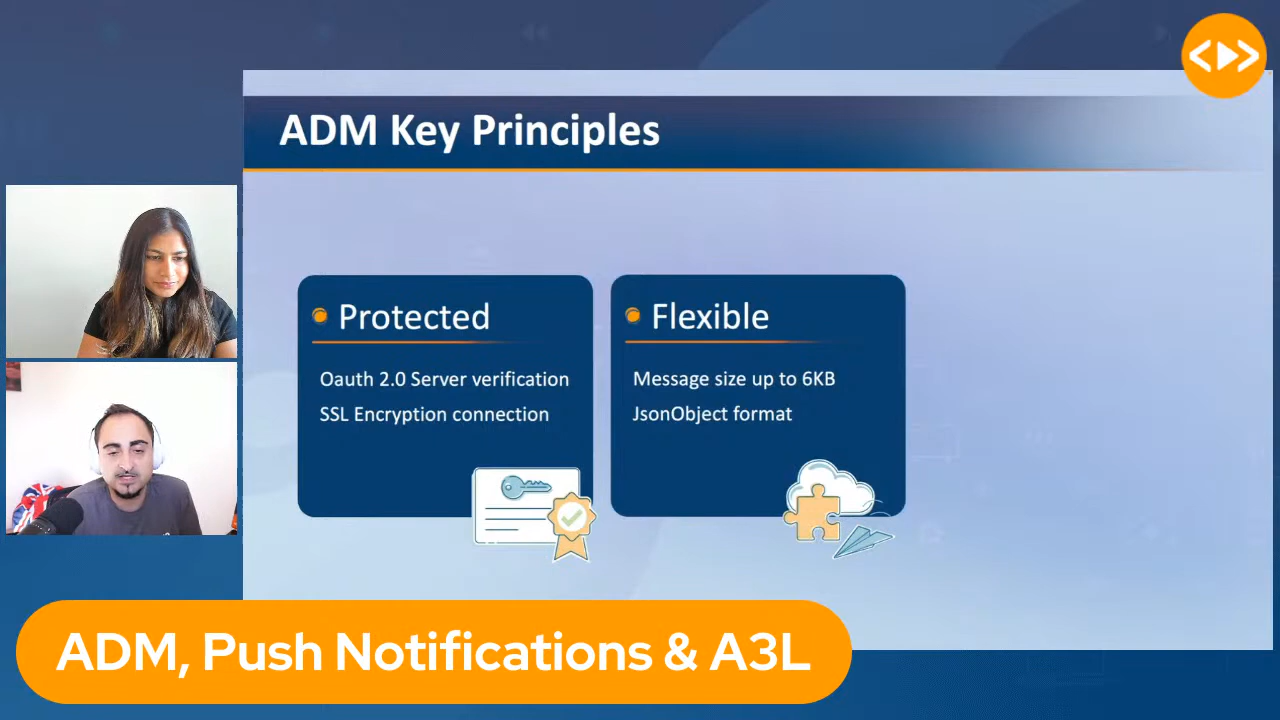 ADM Key Principles
Protected
Oauth 2.0 Server verification
SSL Encryption connection
Flexible
Message size up to 6KB
JsonObject format
ADM, Push Notifications & A3L